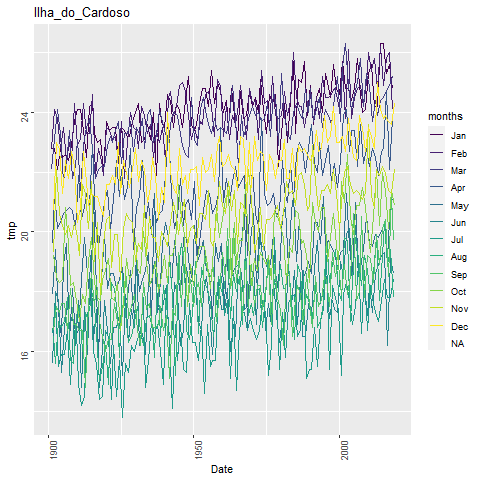 Ilha_do_Cardoso
24
20
16
tmp
1900
1950
2000
Date
months
Jan
Feb
Mar
Apr
May
Jun
Jul
Aug
Sep
Oct
Nov
Dec
NA